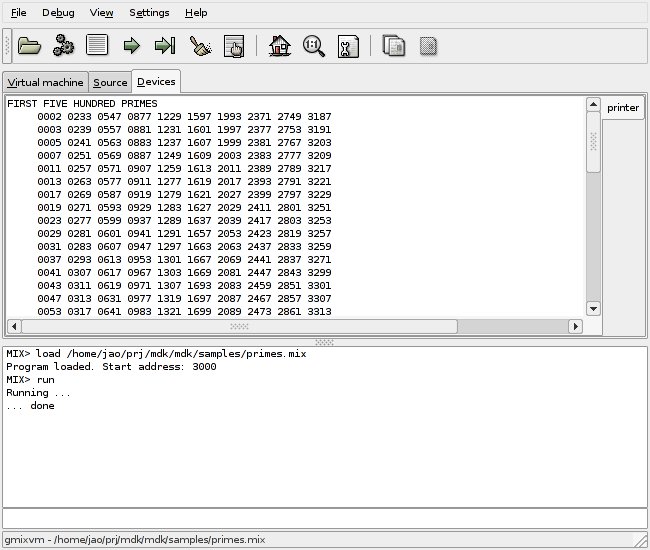 File Debug View Settings Help
Virtual machine Source Devices
FIRST FIVE HUNDRED PRIMES
0002 0233 0547 0877 1229 1597 1993 2371 2749 3187
0003 0239 0557 0881 1231 1601 1997 2377 2753 3191
0005 0241 0563 0883 1237 1607 1999 2381 2767 3203
0007 0251 0569 0887 1249 1609 2003 2383 2777 3209
0011 0257 0571 0907 1259 1613 2011 2389 2789 3217
0013 0263 0577 0911 1277 1619 2017 2393 2791 3221
0017 0269 0587 0919 1279 1621 2027 2399 2797 3229
0019 0271 0593 0929 1283 1627 2029 2411 2801 3251
0023 0277 0599 0937 1289 1637 2039 2417 2803 3253
0029 0281 0601 0941 1291 1657 2053 2423 2819 3257
0031 0283 0607 0947 1297 1663 2063 2437 2833 3259
0037 0293 0613 0953 1301 1667 2069 2441 2837 3271
0041 0307 0617 0967 1303 1669 2081 2447 2843 3299
0043 0311 0619 0971 1307 1693 2083 2459 2851 3301
0047 0313 0631 0977 1319 1697 2087 2467 2857 3307
0053 0317 0641 0983 1321 1699 2089 2473 2861 3313
printer
MIX> load /home/jao/prj/mdk/mdk/samples/primes.mix
Program loaded. Start address: 3000
MIX> run
Running ...
... done
gmixvm - /home/jao/prj/mdk/mdk/samples/primes.mix